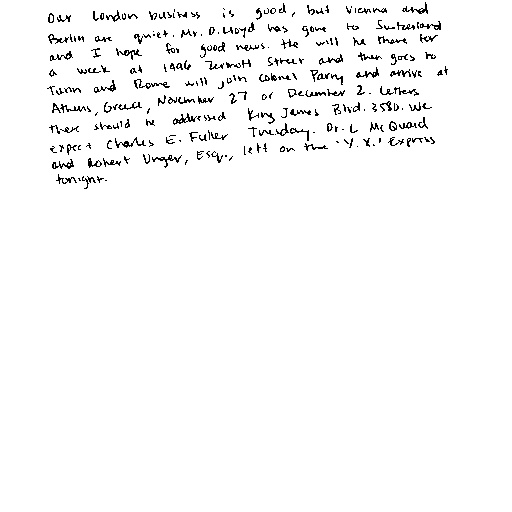 Our London business is good, but Vienna and
Berlin are quiet. Mr. D. Lloyd has gone to Switzerland
and I hope for good news. He will be there for
a week at 1496 Zermott Street and then goes to
Turin and Rome will join Colonel Parry and arrive at
Athens, Greece, November 27 or December 2. Letters
there should be addressed King James Blvd. 3580. We
expect Charles E. Fuller Tuesday. Dr. L McQuaid
and Robert Unger, Esq., left on the 'Y.X.' Express
tonight.